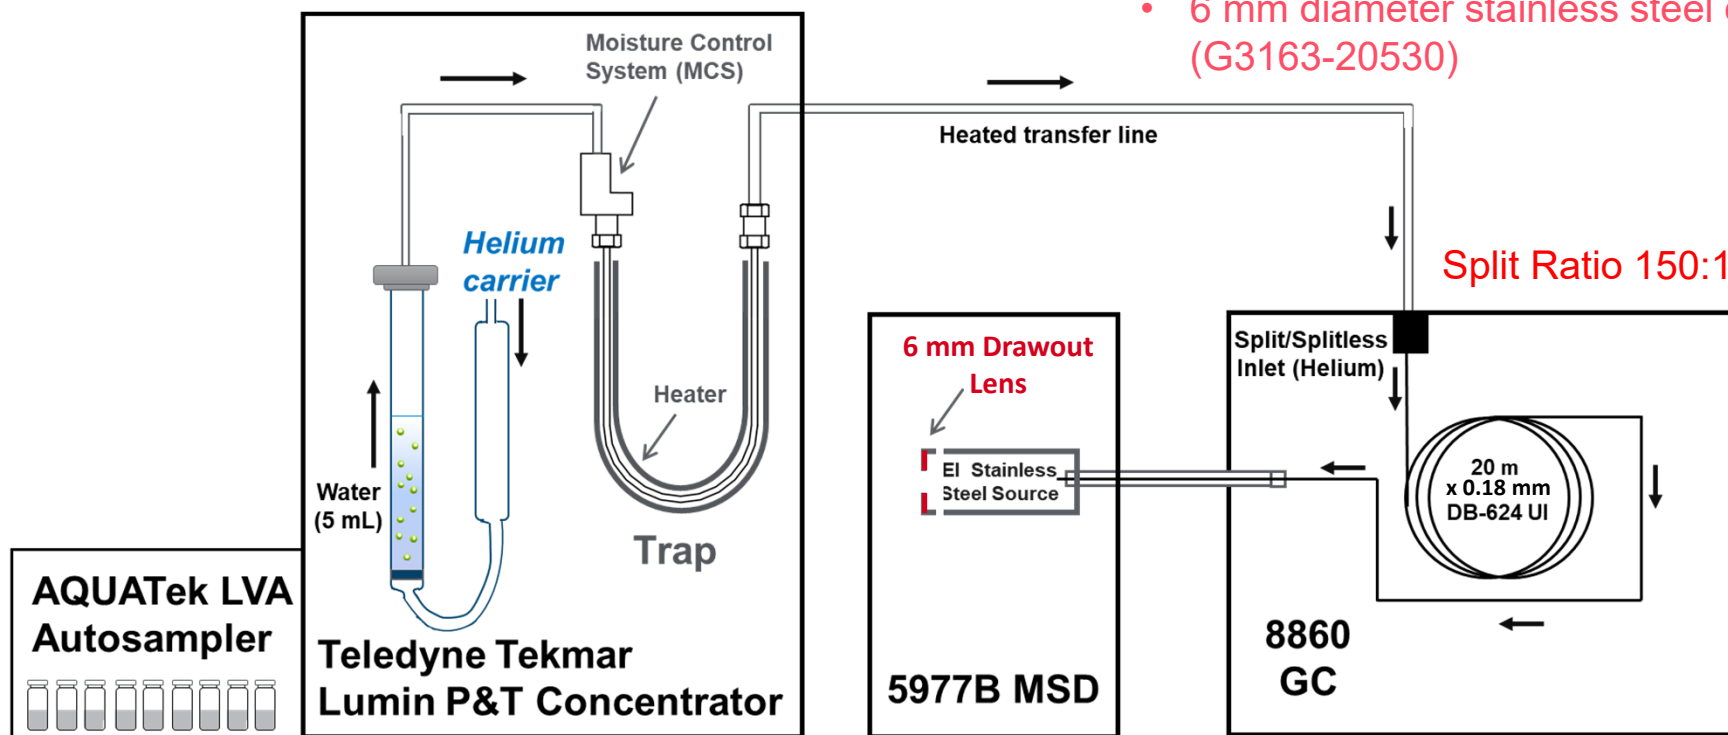 • 6 mm diameter stainless steel
(G3163-20530)
Moisture Control
System (MCS)
Heated transfer line
Helium
carrier
Split Ratio 150:1
6 mm Drawout
Lens
Split/Splitless
Inlet (Helium)
Heater
EI Stainless
Steel Source
20 m
x 0.18 mm
DB-624 UI
Water
(5 mL)
Trap
AQUATek LVA
Autosampler
Teledyne Tekmar
Lumin P&T Concentrator
5977B MSD
8860
GC